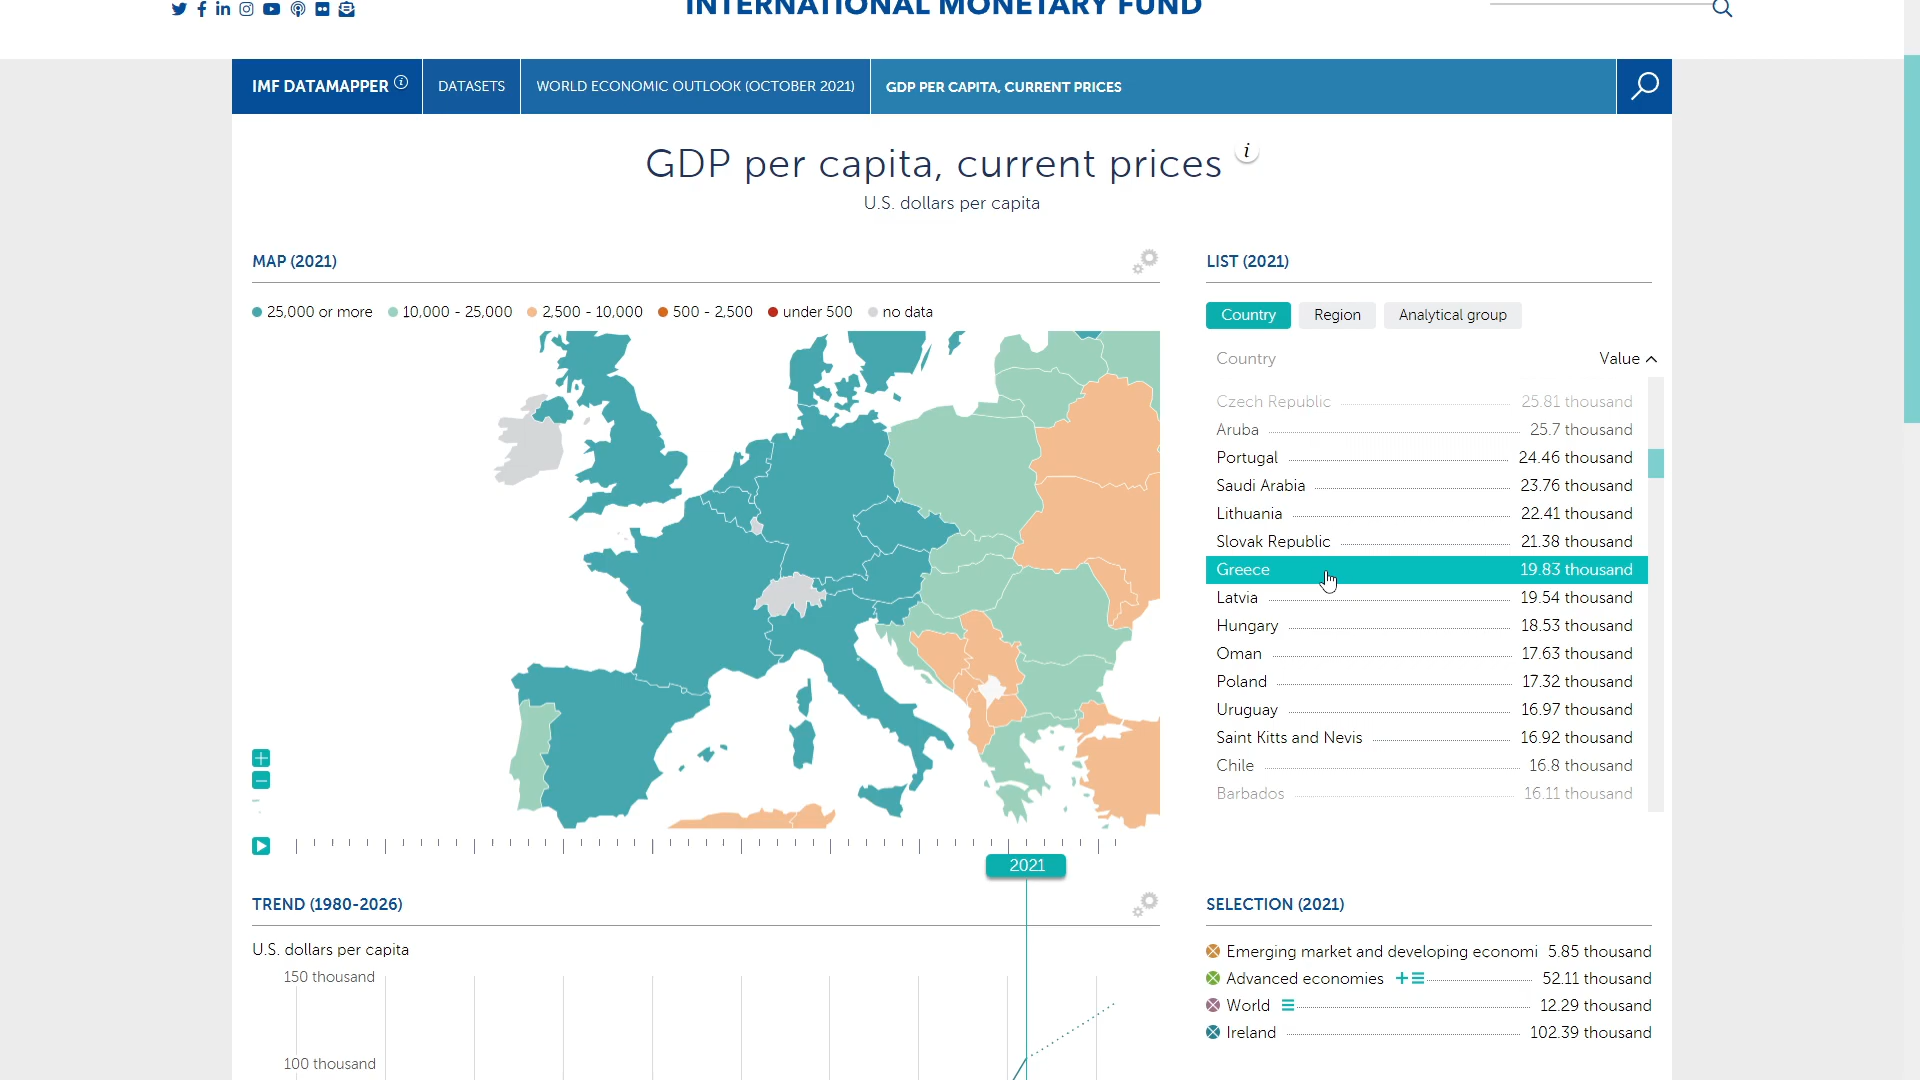 INTERNATIONAL MONETARY FUND
IMF DATAMAPPER i
DATASETS
WORLD ECONOMIC OUTLOOK (OCTOBER 2021)
GDP PER CAPITA, CURRENT PRICES
GDP per capita, current prices i
U.S. dollars per capita
MAP (2021)
25,000 or more
10,000 - 25,000
2,500 - 10,000
500 - 2,500
under 500
no data
2021
LIST (2021)
Country
Region
Analytical group
Country Value
Czech Republic 25.81 thousand
Aruba 25.7 thousand
Portugal 24.46 thousand
Saudi Arabia 23.76 thousand
Lithuania 22.41 thousand
Slovak Republic 21.38 thousand
Greece 19.83 thousand
Latvia 19.54 thousand
Hungary 18.53 thousand
Oman 17.63 thousand
Poland 17.32 thousand
Uruguay 16.97 thousand
Saint Kitts and Nevis 16.92 thousand
Chile 16.8 thousand
Barbados 16.11 thousand
TREND (1980-2026)
U.S. dollars per capita
150 thousand
100 thousand
SELECTION (2021)
Emerging market and developing economi 5.85 thousand
Advanced economies 52.11 thousand
World 12.29 thousand
Ireland 102.39 thousand